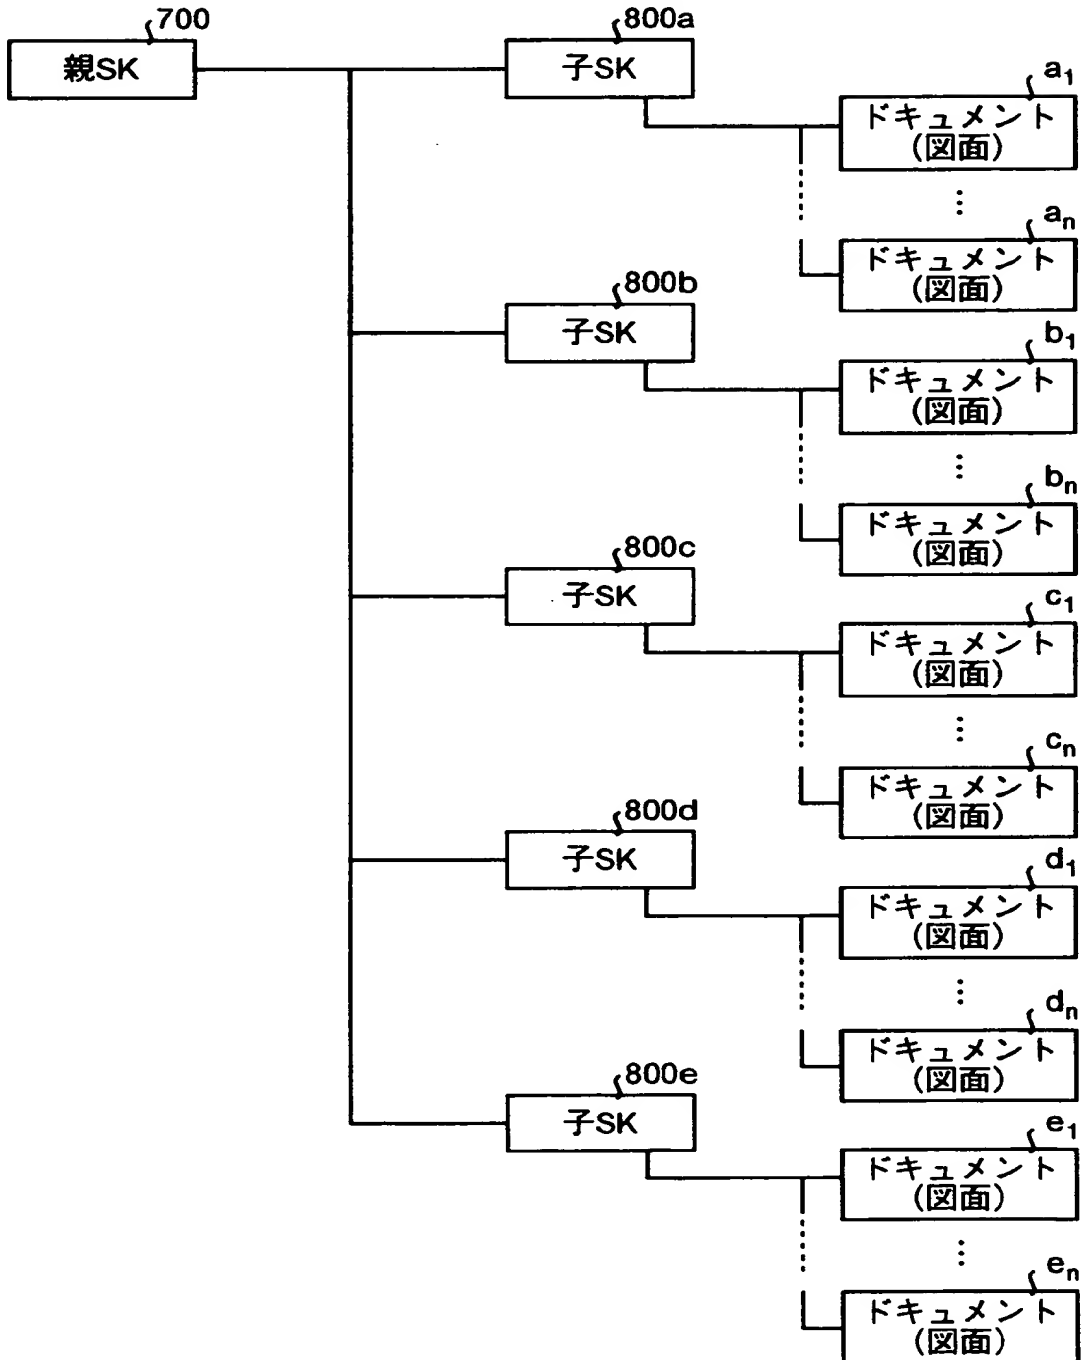 700
親SK
800a
子SK
a1
ドキュメント
(図面)
⋮
an
ドキュメント
(図面)
800b
子SK
b1
ドキュメント
(図面)
⋮
bn
ドキュメント
(図面)
800c
子SK
c1
ドキュメント
(図面)
⋮
cn
ドキュメント
(図面)
800d
子SK
d1
ドキュメント
(図面)
⋮
dn
ドキュメント
(図面)
800e
子SK
e1
ドキュメント
(図面)
⋮
en
ドキュメント
(図面)